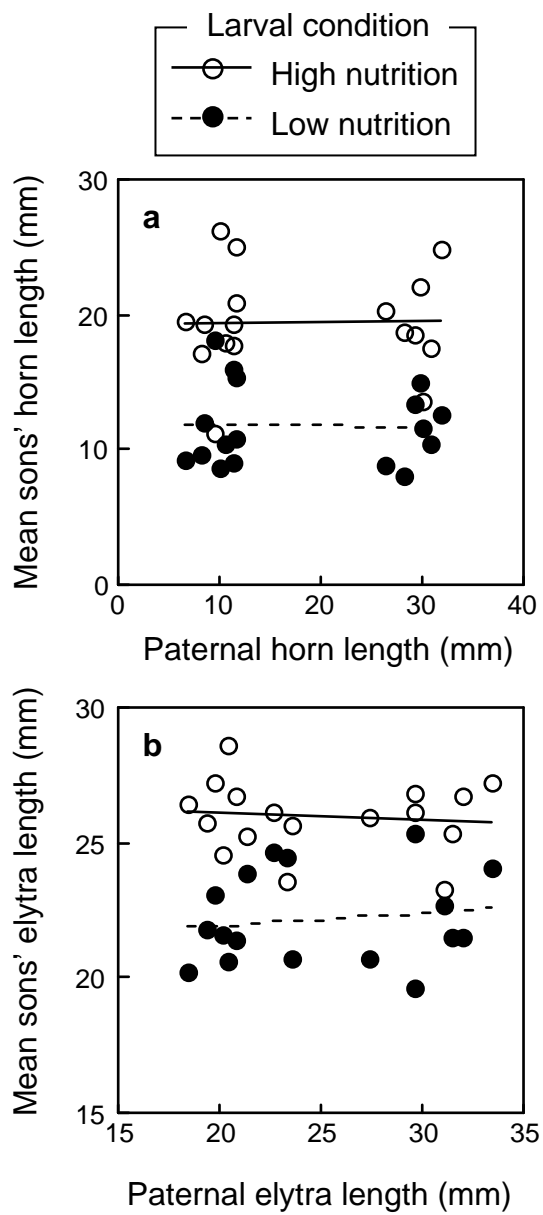 Larval condition
High nutrition
Low nutrition
30
20
10
0
a
Mean sons' horn length (mm)
0 10 20 30 40
Paternal horn length (mm)
30
25
20
15
b
Mean sons' elytra length (mm)
15 20 25 30 35
Paternal elytra length (mm)